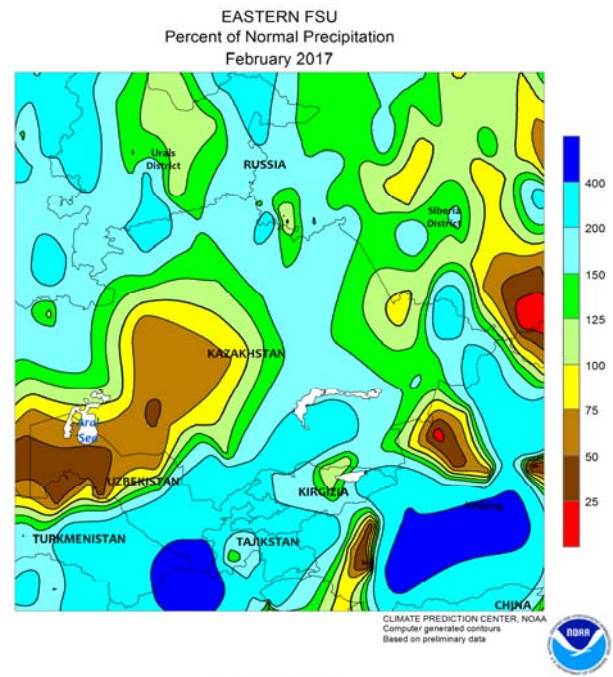 EASTERN FSU
Percent of Normal Precipitation
February 2017
Urals
District
RUSSIA
Siberia
District
KAZAKHSTAN
Aral
Sea
UZBEKISTAN
KIRGIZIA
TURKMENISTAN
TAJIKSTAN
Xinjiang
CHINA
400
200
150
125
100
75
50
25
CLIMATE PREDICTION CENTER, NOAA
Computer generated contours
Based on preliminary data
NOAA